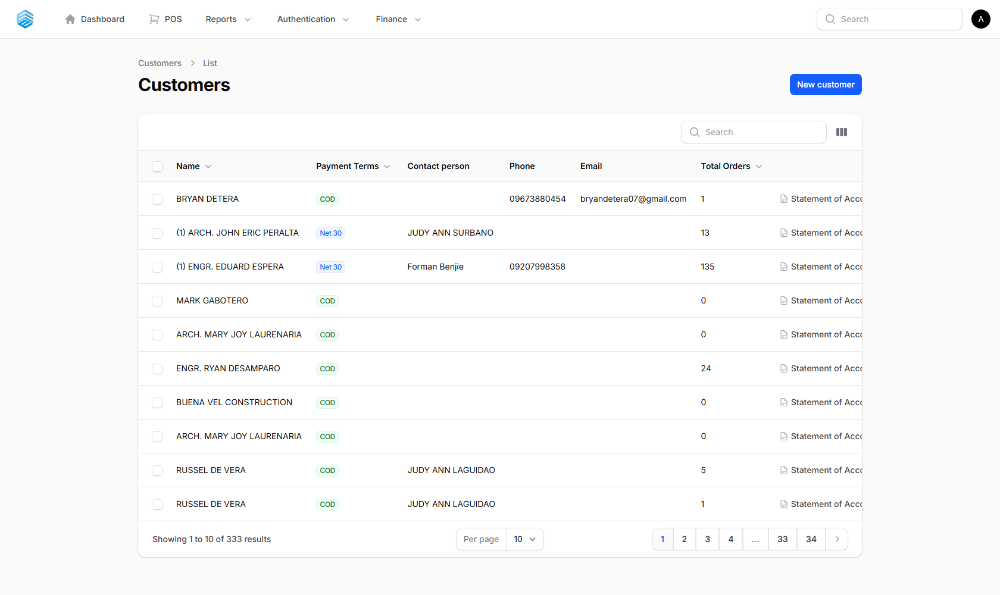 Dashboard POS Reports Authentication Finance Search A
Customers List
Customers
New customer
Search
Name Payment Terms Contact person Phone Email Total Orders
BRYAN DETERA COD 09673880454 bryandetera07@gmail.com 1 Statement of Acco
(1) ARCH. JOHN ERIC PERALTA Net 30 JUDY ANN SURBANO 13 Statement of Acco
(1) ENGR. EDUARD ESPERA Net 30 Forman Benjie 09207998358 135 Statement of Acco
MARK GABOTERO COD 0 Statement of Acco
ARCH. MARY JOY LAURENARIA COD 0 Statement of Acco
ENGR. RYAN DESAMPARO COD 24 Statement of Acco
BUENA VEL CONSTRUCTION COD 0 Statement of Acco
ARCH. MARY JOY LAURENARIA COD 0 Statement of Acco
RUSSEL DE VERA COD JUDY ANN LAGUIDAO 5 Statement of Acco
RUSSEL DE VERA COD JUDY ANN LAGUIDAO 1 Statement of Acco
Showing 1 to 10 of 333 results Per page 10 1 2 3 4 ... 33 34